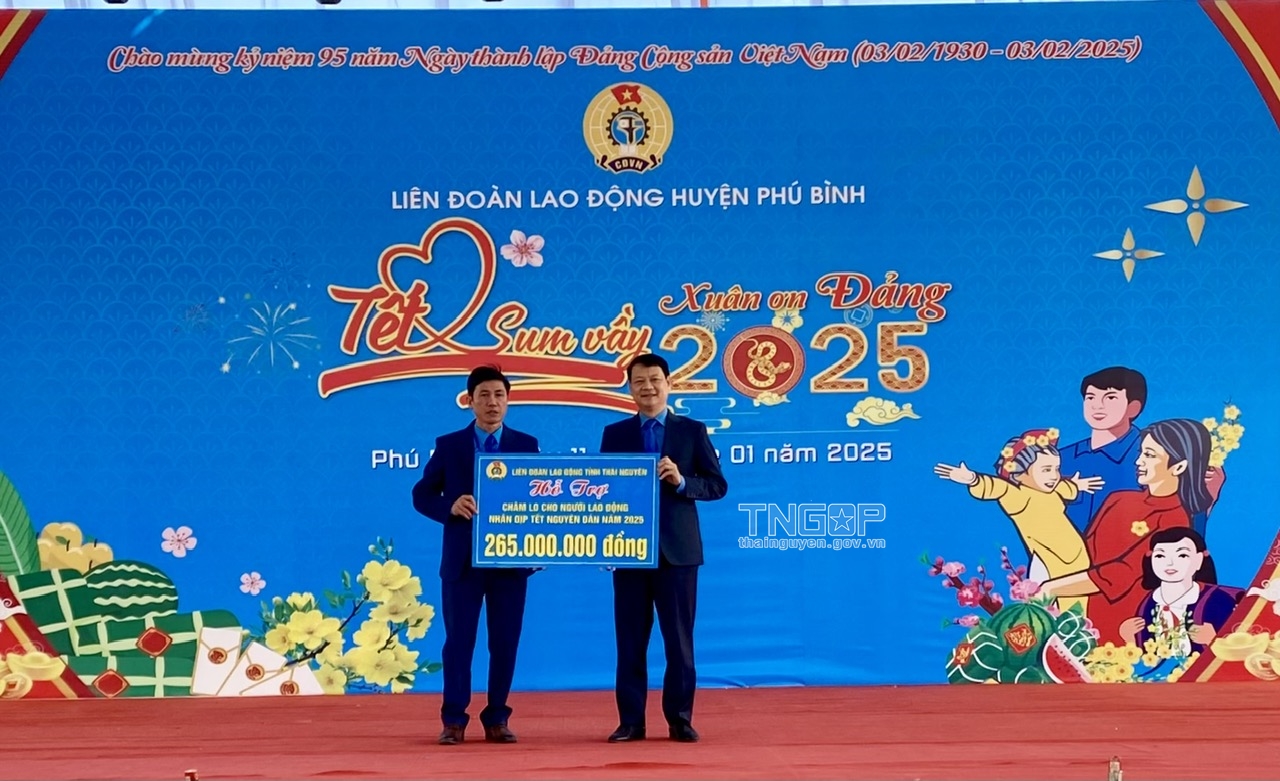 Chào mừng kỷ niệm 95 năm Ngày thành lập Đảng Cộng sản Việt Nam (03/02/1930 - 03/02/2025)
CĐVN
LIÊN ĐOÀN LAO ĐỘNG HUYỆN PHÚ BÌNH
Tết Sum vầy
Xuân ơn Đảng
2025
Phú
01 năm 2025
LIÊN ĐOÀN LAO ĐỘNG TỈNH THÁI NGUYÊN
Hỗ Trợ
CHĂM LO CHO NGƯỜI LAO ĐỘNG
NHÂN DỊP TẾT NGUYÊN ĐÁN NĂM 2025
265.000.000 đồng
TNGOP
thainguyen.gov.vn